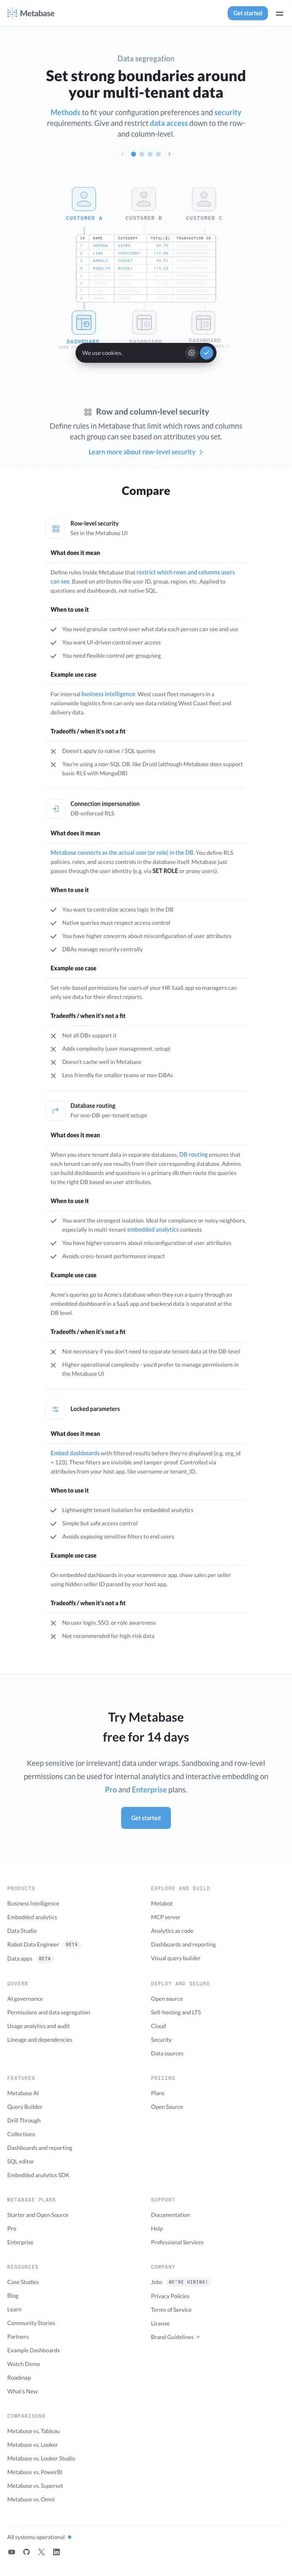 Metabase
Get started
Data segregation
Set strong boundaries around
your multi-tenant data
Methods to fit your configuration preferences and security
requirements. Give and restrict data access down to the row-
and column-level.
CUSTOMER A
CUSTOMER B
CUSTOMER C
ID NAME CATEGORY TOTAL($) TRANSACTION ID
DASHBOARD
DASHBOARD
DASHBOARD
We use cookies.
Row and column-level security
Define rules in Metabase that limit which rows and columns
each group can see based on attributes you set.
Learn more about row-level security
Compare
Row-level security
Set in the Metabase UI
What does it mean
Define rules inside Metabase that restrict which rows and columns users
can see. Based on attributes like user ID, group, region, etc. Applied to
questions and dashboards, not native SQL.
When to use it
You need granular control over what data each person can see and use
You want UI-driven control over access
You need flexible control per group/org
Example use case
For internal business intelligence: West coast fleet managers in a
nationwide logistics firm can only see data relating West Coast fleet and
delivery data.
Tradeoffs / when it's not a fit
Doesn't apply to native / SQL queries
You're using a non-SQL DB, like Druid (although Metabase does support
basic RLS with MongoDB)
Connection impersonation
DB-enforced RLS
What does it mean
Metabase connects as the actual user (or role) in the DB. You define RLS
policies, roles, and access controls in the database itself. Metabase just
passes through the user identity (e.g. via SET ROLE or proxy users).
When to use it
You want to centralize access logic in the DB
Native queries must respect access control
You have higher concerns about misconfiguration of user attributes
DBAs manage security centrally
Example use case
Set role-based permissions for users of your HR SaaS app so managers can
only see data for their direct reports.
Tradeoffs / when it's not a fit
Not all DBs support it
Adds complexity (user management, setup)
Doesn't cache well in Metabase
Less friendly for smaller teams or non-DBAs
Database routing
For one-DB-per-tenant setups
What does it mean
When you store tenant data in separate databases, DB routing ensures that
each tenant can only see results from their corresponding database. Admins
can build dashboards and questions in a primary db then route the queries
to the right DB based on user attributes.
When to use it
You want the strongest isolation. Ideal for compliance or noisy neighbors,
especially in multi-tenant embedded analytics contexts
You have higher concerns about misconfiguration of user attributes
Avoids cross-tenant performance impact
Example use case
Acme's queries go to Acme's database when they run a query through an
embedded dashboard in a SaaS app and backend data is separated at the
DB level.
Tradeoffs / when it's not a fit
Not necessary if you don't need to separate tenant data at the DB-level
Higher operational complexity - you'd prefer to manage permissions in
the Metabase UI
Locked parameters
What does it mean
Embed dashboards with filtered results before they're displayed (e.g. org_id
= 123). These filters are invisible and tamper-proof. Controlled via
attributes from your host app, like username or tenant_ID.
When to use it
Lightweight tenant isolation for embedded analytics
Simple but safe access control
Avoids exposing sensitive filters to end users
Example use case
On embedded dashboards in your ecommerce app, show sales per seller
using hidden seller ID passed by your host app.
Tradeoffs / when it's not a fit
No user login, SSO, or role awareness
Not recommended for high-risk data
Try Metabase
free for 14 days
Keep sensitive (or irrelevant) data under wraps. Sandboxing and row-level
permissions can be used for internal analytics and interactive embedding on
Pro and Enterprise plans.
Get started
PRODUCTS
Business Intelligence
Embedded analytics
Data Studio
Robot Data Engineer BETA
Data apps BETA
EXPLORE AND BUILD
Metabot
MCP server
Analytics as code
Dashboards and reporting
Visual query builder
GOVERN
AI governance
Permissions and data segregation
Usage analytics and audit
Lineage and dependencies
DEPLOY AND SECURE
Open source
Self-hosting and LTS
Cloud
Security
Data sources
FEATURES
Metabase AI
Query Builder
Drill Through
Collections
Dashboards and reporting
SQL editor
Embedded analytics SDK
PRICING
Plans
Open Source
METABASE PLANS
Starter and Open Source
Pro
Enterprise
SUPPORT
Documentation
Help
Professional Services
RESOURCES
Case Studies
Blog
Learn
Community Stories
Partners
Example Dashboards
Watch Demo
Roadmap
What's New
COMPANY
Jobs WE'RE HIRING!
Privacy Policies
Terms of Service
License
Brand Guidelines ↗
COMPARISONS
Metabase vs. Tableau
Metabase vs. Looker
Metabase vs. Looker Studio
Metabase vs. PowerBI
Metabase vs. Superset
Metabase vs. Omni
All systems operational